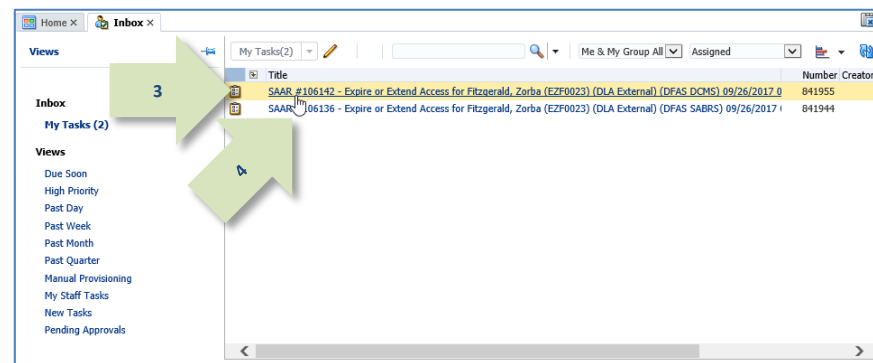 Home × Inbox ×
Views
My Tasks(2) Me & My Group All Assigned
Title Number Creator
SAAR #106142 - Expire or Extend Access for Fitzgerald, Zorba (EZF0023) (DLA External) (DFAS DCMS) 09/26/2017 0 841955
SAAR 06136 - Expire or Extend Access for Fitzgerald, Zorba (EZF0023) (DLA External) (DFAS SABRS) 09/26/2017 841944
3
4
Inbox
My Tasks (2)
Views
Due Soon
High Priority
Past Day
Past Week
Past Month
Past Quarter
Manual Provisioning
My Staff Tasks
New Tasks
Pending Approvals